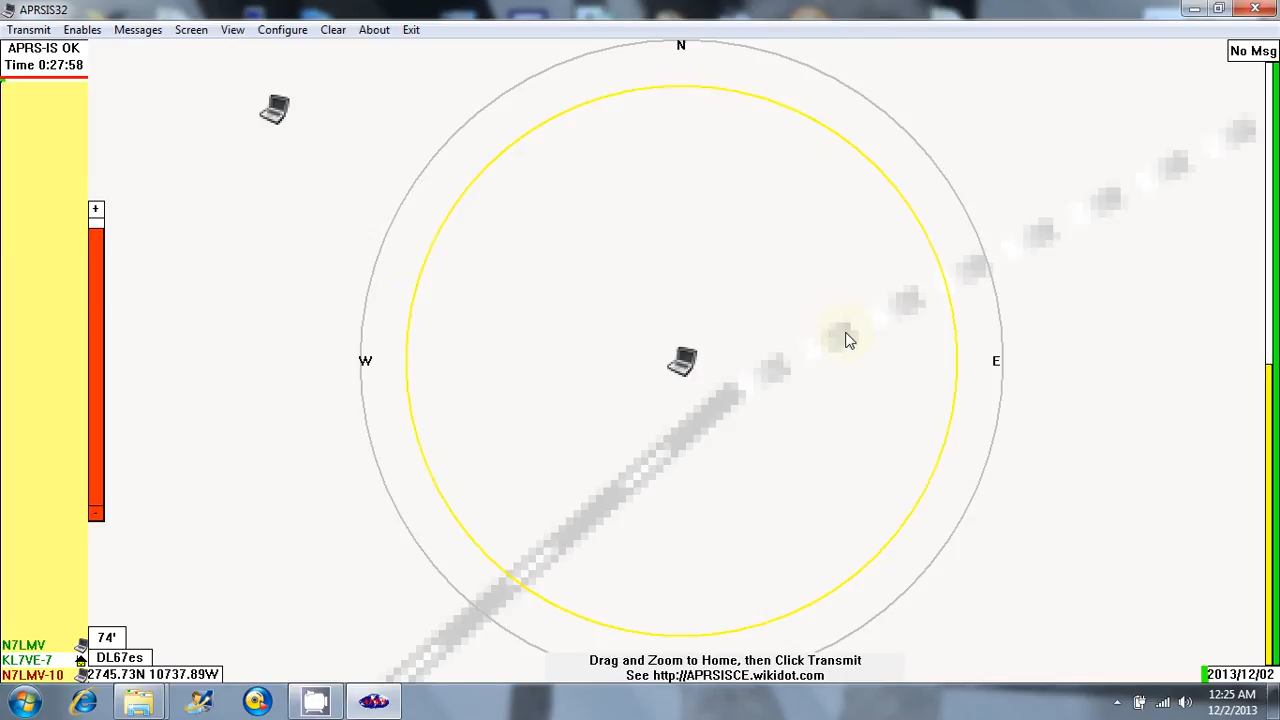 APRSIS32
Transmit Enables Messages Screen View Configure Clear About Exit
APRS-IS OK
Time 0:27:58
No Msg
N
+
W
E
-
N7LMV
KL7VE-7
N7LMV-10
74'
DL67es
2745.73N 10737.89W
Drag and Zoom to Home, then Click Transmit
See http://APRSISCE.wikidot.com
2013/12/02
12:25 AM
12/2/2013